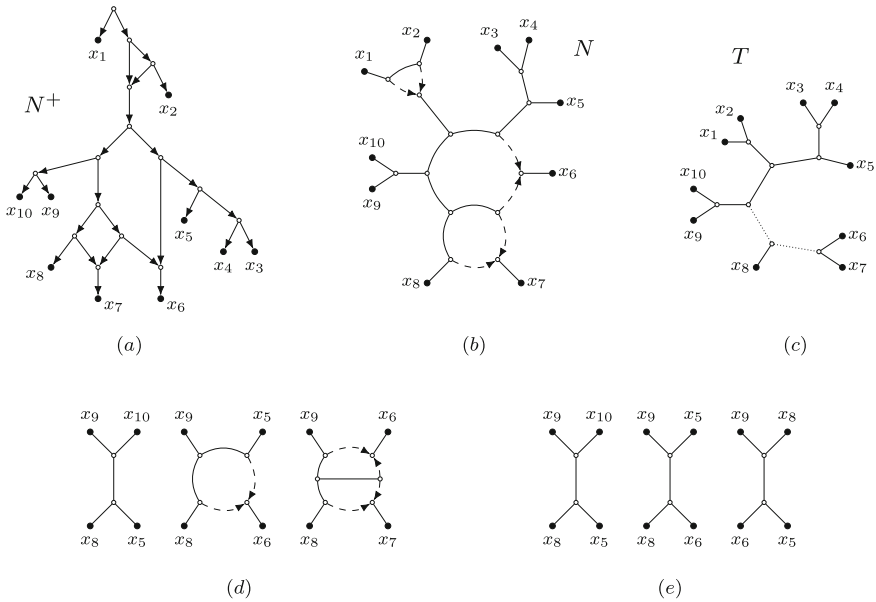 N⁺
x₁
x₂
x₁₀ x₉
x₅
x₈
x₄ x₃
x₇ x₆
(a)
N
x₂ x₃ x₄
x₁
x₅
x₁₀
x₆
x₉
x₈ x₇
(b)
T
x₃ x₄
x₂
x₁
x₅
x₁₀
x₉
x₆
x₈ x₇
(c)
x₉ x₁₀ x₉ x₅ x₉ x₆
x₈ x₅ x₈ x₆ x₈ x₇
(d)
x₉ x₁₀ x₉ x₅ x₉ x₈
x₈ x₅ x₈ x₆ x₆ x₅
(e)